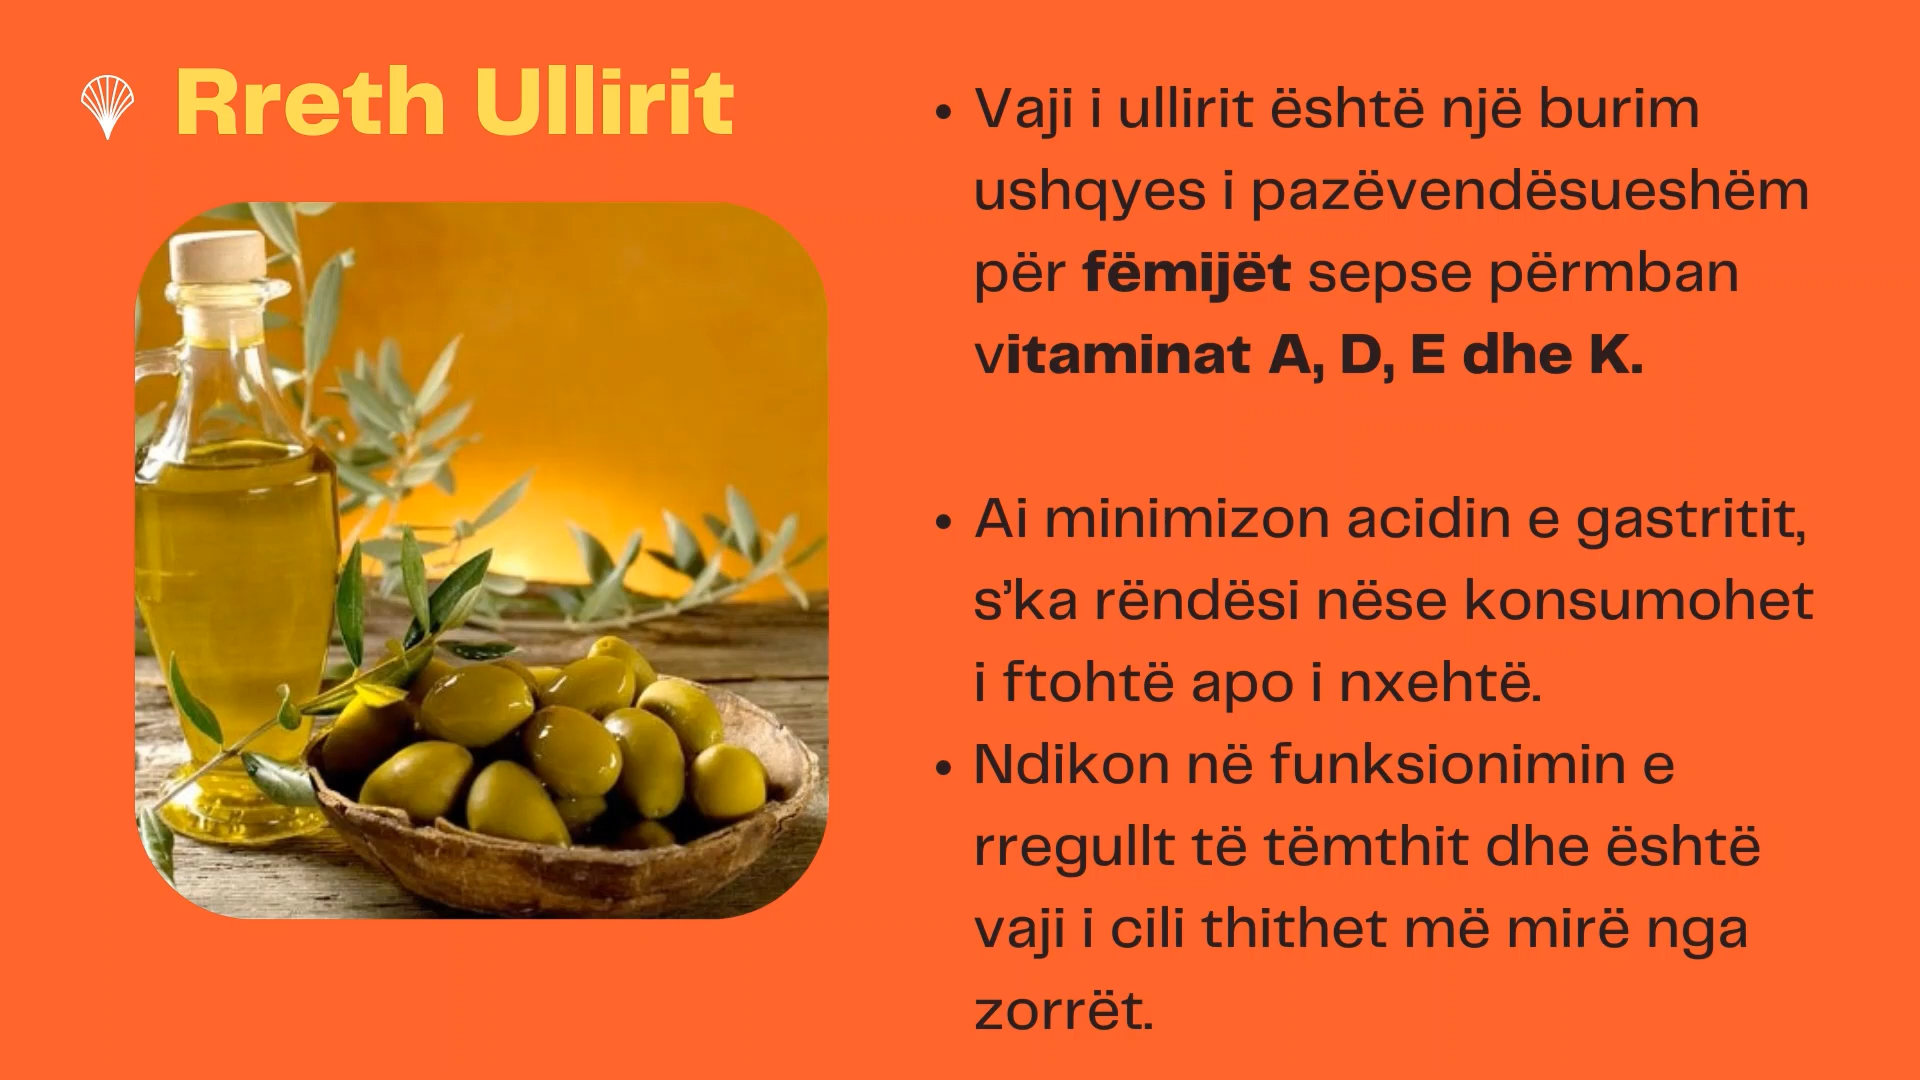 Rreth Ullirit
• Vaji i ullirit është një burim
ushqyes i pazëvendësueshëm
për fëmijët sepse përmban
vitaminat A, D, E dhe K.
• Ai minimizon acidin e gastritit,
s’ka rëndësi nëse konsumohet
i ftohtë apo i nxehtë.
• Ndikon në funksionimin e
rregullt të tëmthit dhe është
vaji i cili thithet më mirë nga
zorrët.